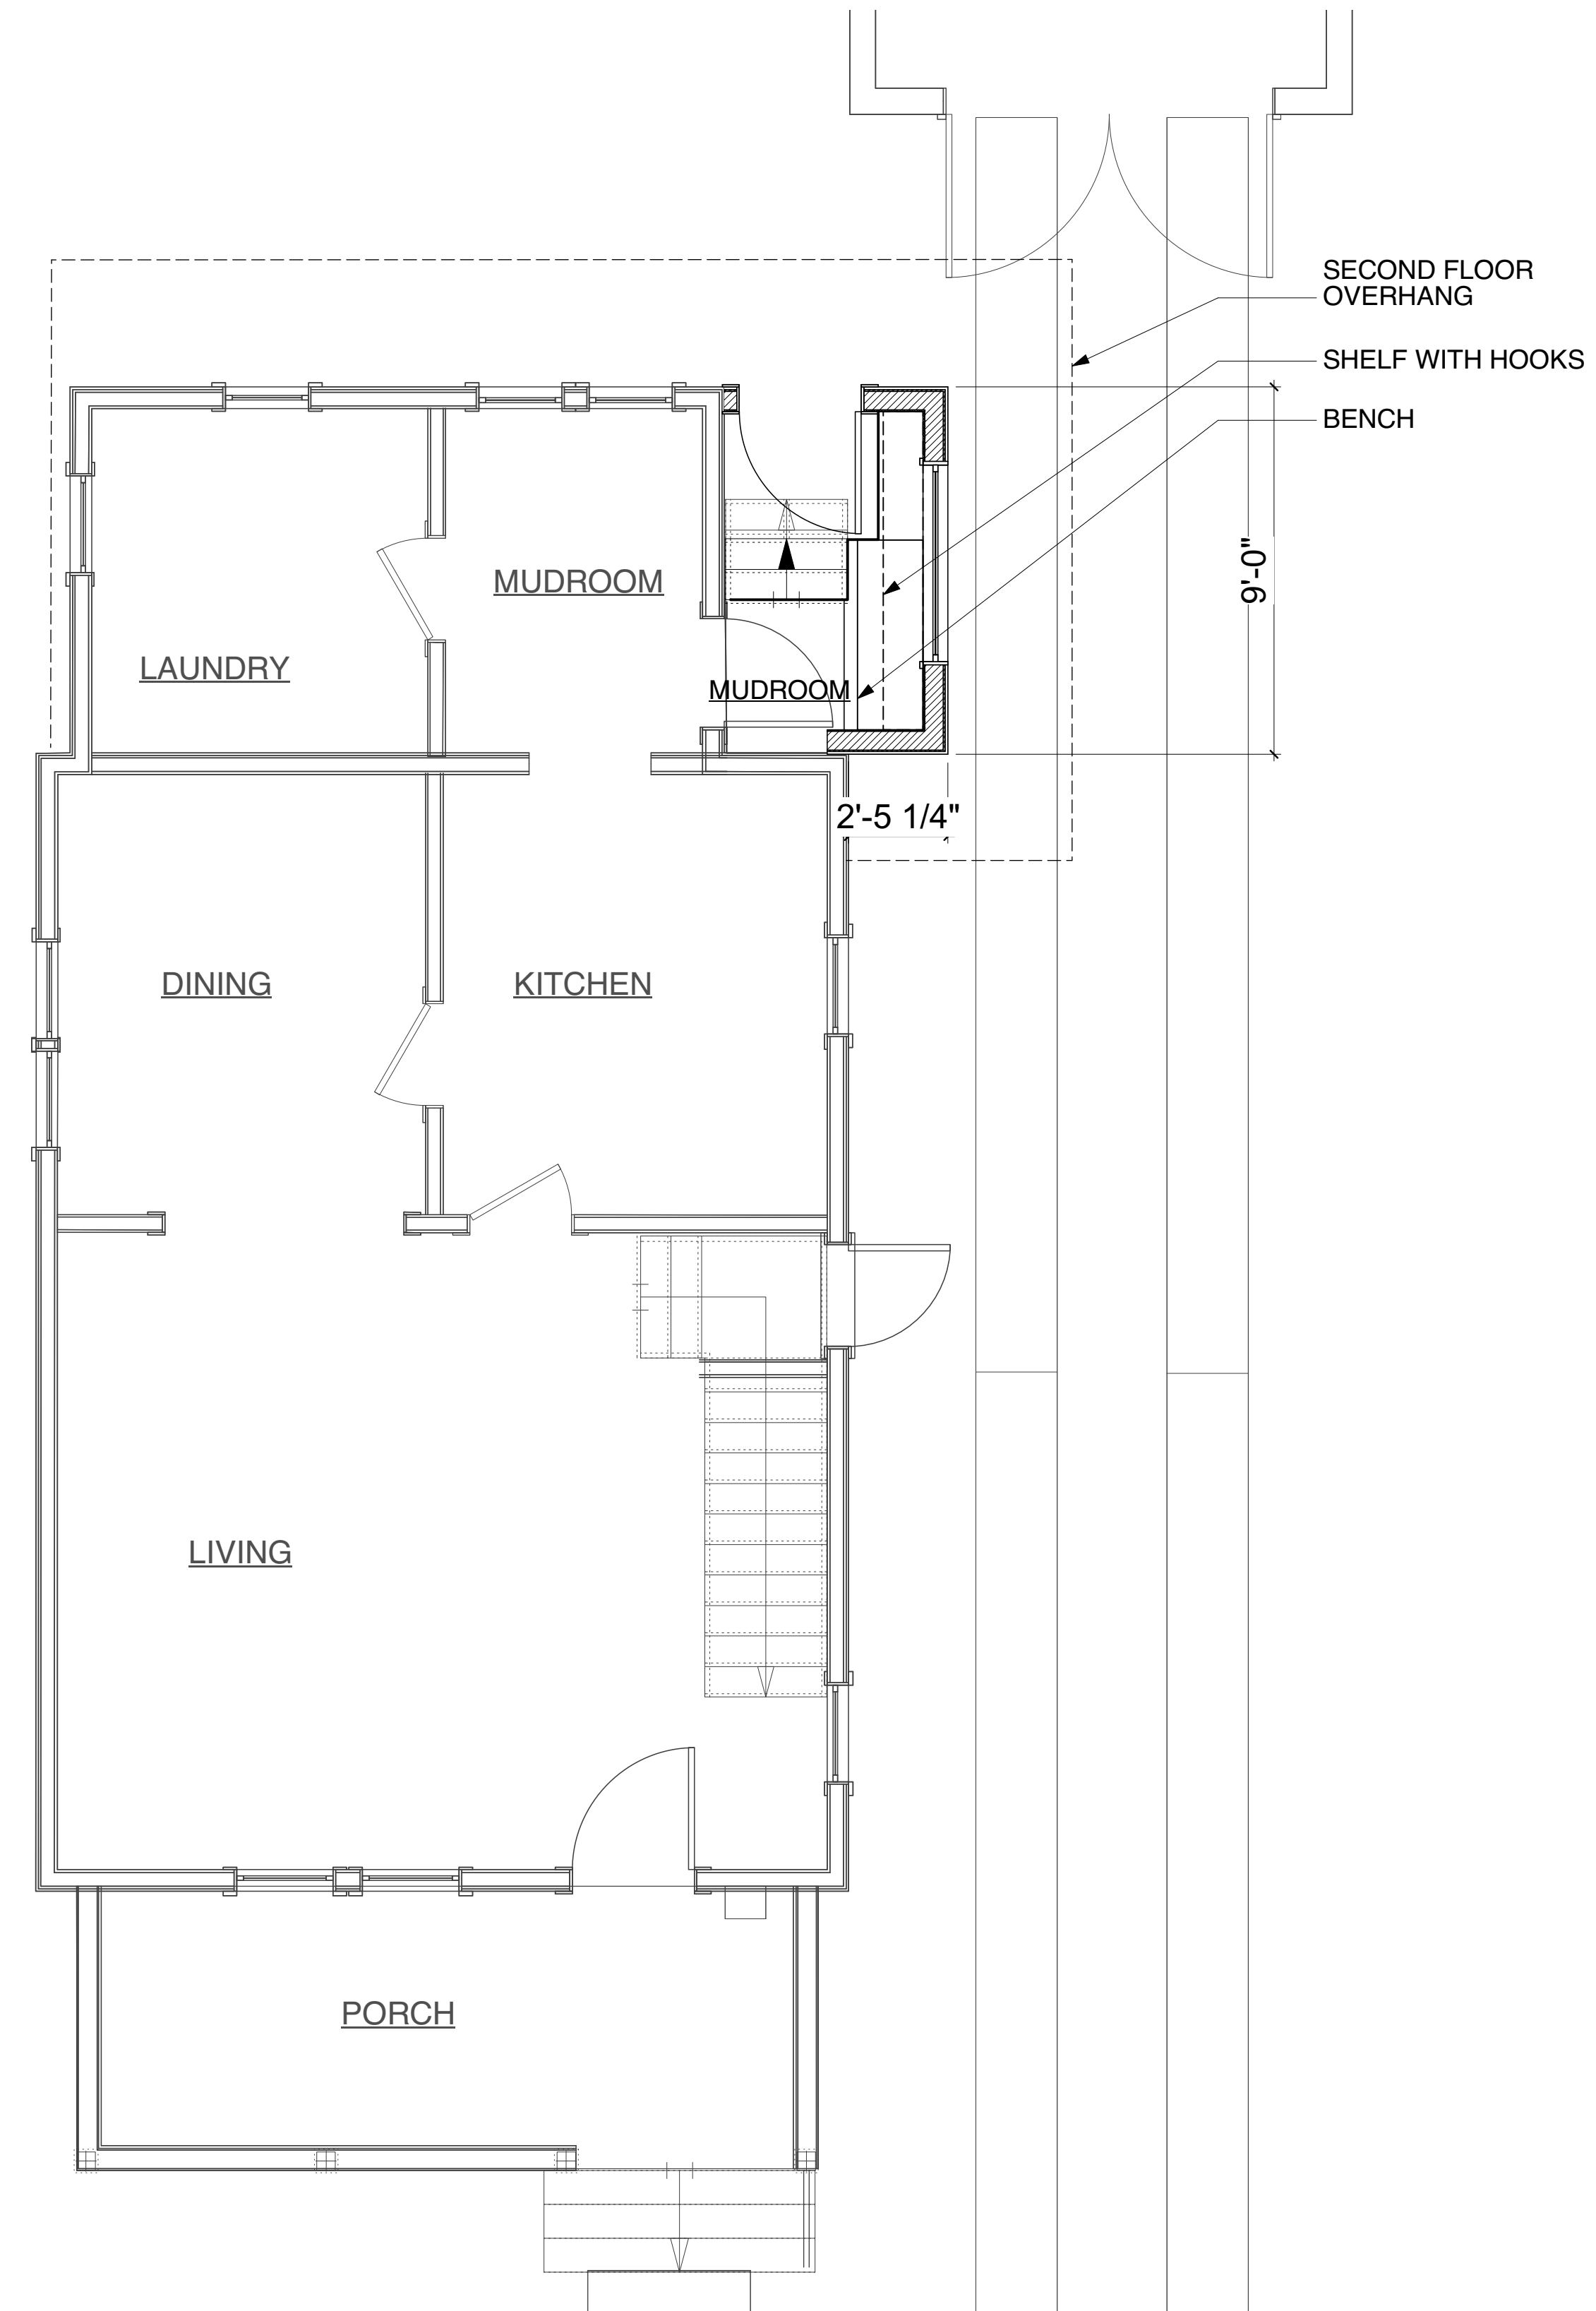 SECOND FLOOR
OVERHANG
SHELF WITH HOOKS
BENCH
9'-0"
MUDROOM
LAUNDRY
MUDROOM
2'-5 1/4"
DINING
KITCHEN
LIVING
PORCH